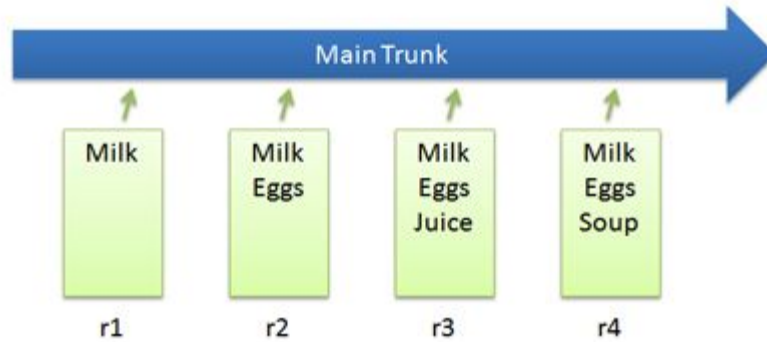 Main Trunk
Milk
Milk
Eggs
Milk
Eggs
Juice
Milk
Eggs
Soup
r1
r2
r3
r4